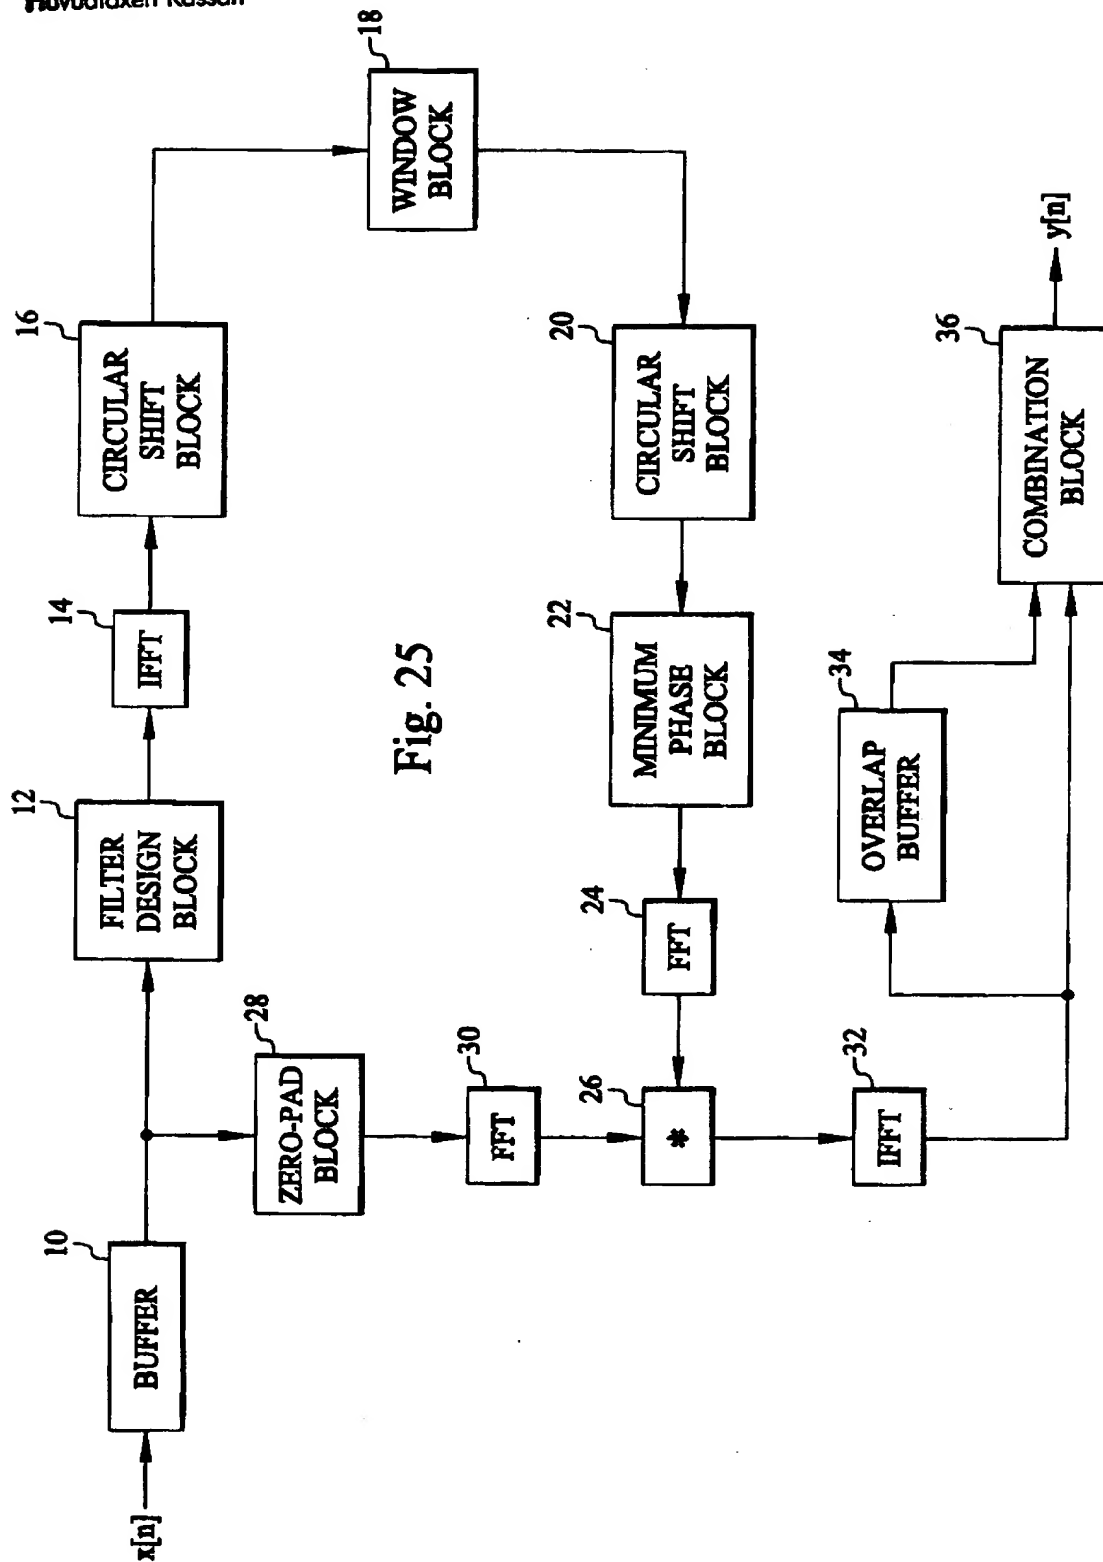 18
WINDOW
BLOCK
16
CIRCULAR
SHIFT
BLOCK
20
CIRCULAR
SHIFT
BLOCK
y[n]
36
COMBINATION
BLOCK
14
IFFT
Fig. 25
22
MINIMUM
PHASE
BLOCK
34
OVERLAP
BUFFER
12
FILTER
DESIGN
BLOCK
24
FFT
28
ZERO-PAD
BLOCK
30
FFT
26
*
32
IFFT
10
BUFFER
x[n]